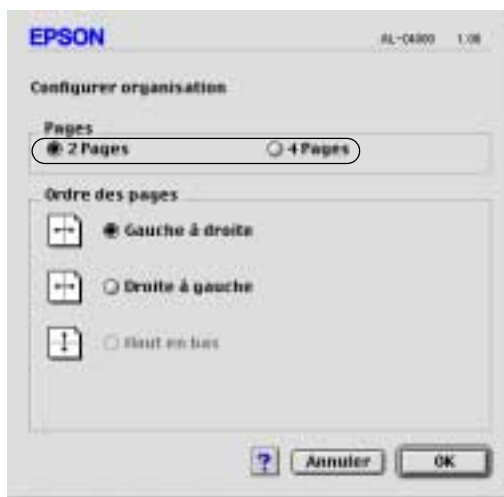 EPSON AL-C4000 1.00
Configurer organisation
Pages
2 Pages 4 Pages
Ordre des pages
Gauche à droite
Droite à gauche
Haut en bas
? Annuler OK